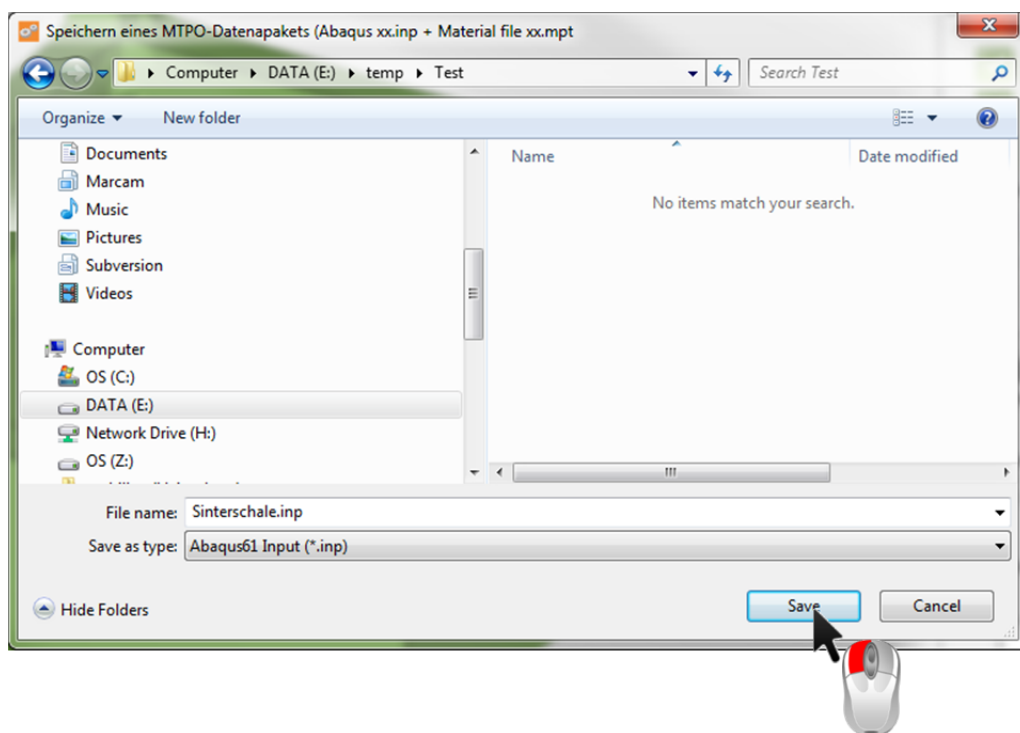 Speichern eines MTPO-Datenapakets (Abaqus xx.inp + Material file xx.mpt
Computer DATA (E:) temp Test
Search Test
Organize
New folder
Documents
Marcam
Music
Pictures
Subversion
Videos
Computer
OS (C:)
DATA (E:)
Network Drive (H:)
OS (Z:)
Name
Date modified
No items match your search.
File name: Sinterschale.inp
Save as type: Abaqus61 Input (*.inp)
Hide Folders
Save
Cancel